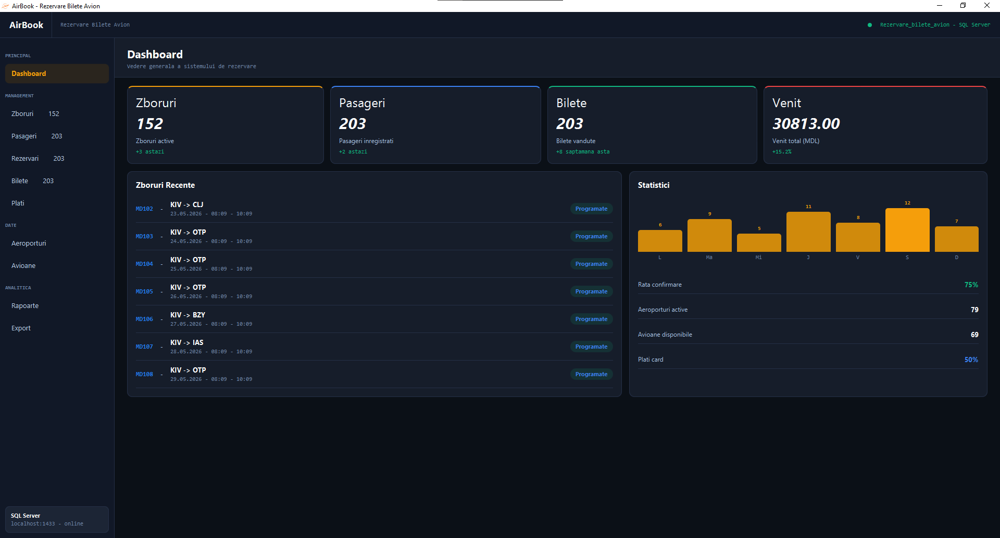 AirBook - Rezervare Bilete Avion
AirBook
Rezervare Bilete Avion
Rezervare_bilete_avion - SQL Server
PRINCIPAL
Dashboard
MANAGEMENT
Zboruri 152
Pasageri 203
Rezervari 203
Bilete 203
Plati
DATE
Aeroporturi
Avioane
ANALITICA
Rapoarte
Export
SQL Server
localhost:1433 - online
Dashboard
Vedere generala a sistemului de rezervare
Zboruri
152
Zboruri active
+3 astazi
Pasageri
203
Pasageri inregistrati
+2 astazi
Bilete
203
Bilete vandute
+8 saptamana asta
Venit
30813.00
Venit total (MDL)
+15.2%
Zboruri Recente
MD102 - KIV -> CLJ Programate
23.05.2026 - 08:09 - 10:09
MD103 - KIV -> OTP Programate
24.05.2026 - 08:09 - 10:09
MD104 - KIV -> OTP Programate
25.05.2026 - 08:09 - 10:09
MD105 - KIV -> OTP Programate
26.05.2026 - 08:09 - 10:09
MD106 - KIV -> BZY Programate
27.05.2026 - 08:09 - 10:09
MD107 - KIV -> IAS Programate
28.05.2026 - 08:09 - 10:09
MD108 - KIV -> OTP Programate
29.05.2026 - 08:09 - 10:09
Statistici
6 9 5 11 8 12 7
L Ma Mi J V S D
Rata confirmare 75%
Aeroporturi active 79
Avioane disponibile 69
Plati card 50%